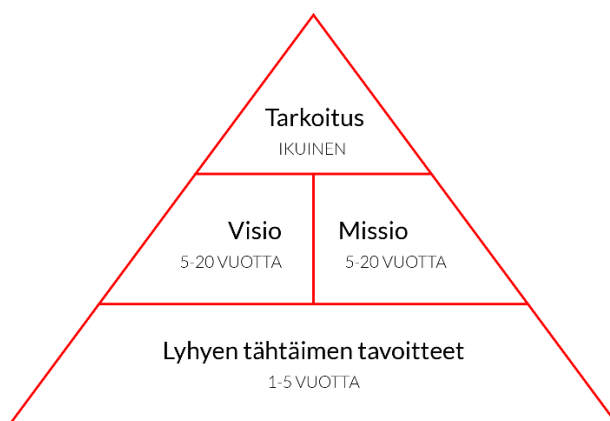 Tarkoitus
IKUINEN
Visio
5-20 VUOTTA
Missio
5-20 VUOTTA
Lyhyen tähtäimen tavoitteet
1-5 VUOTTA